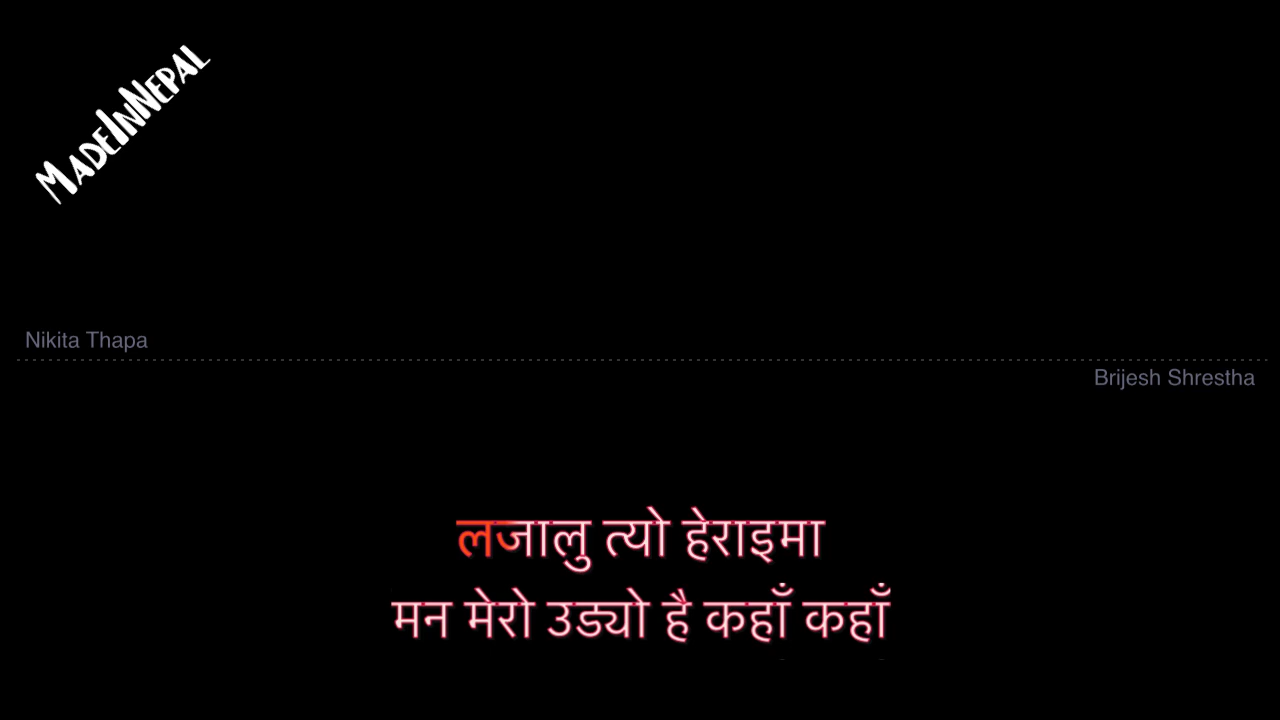 MadeInNepal
Nikita Thapa
Brijesh Shrestha
लजालु त्यो हेराइमा
मन मेरो उड्यो है कहाँ कहाँ